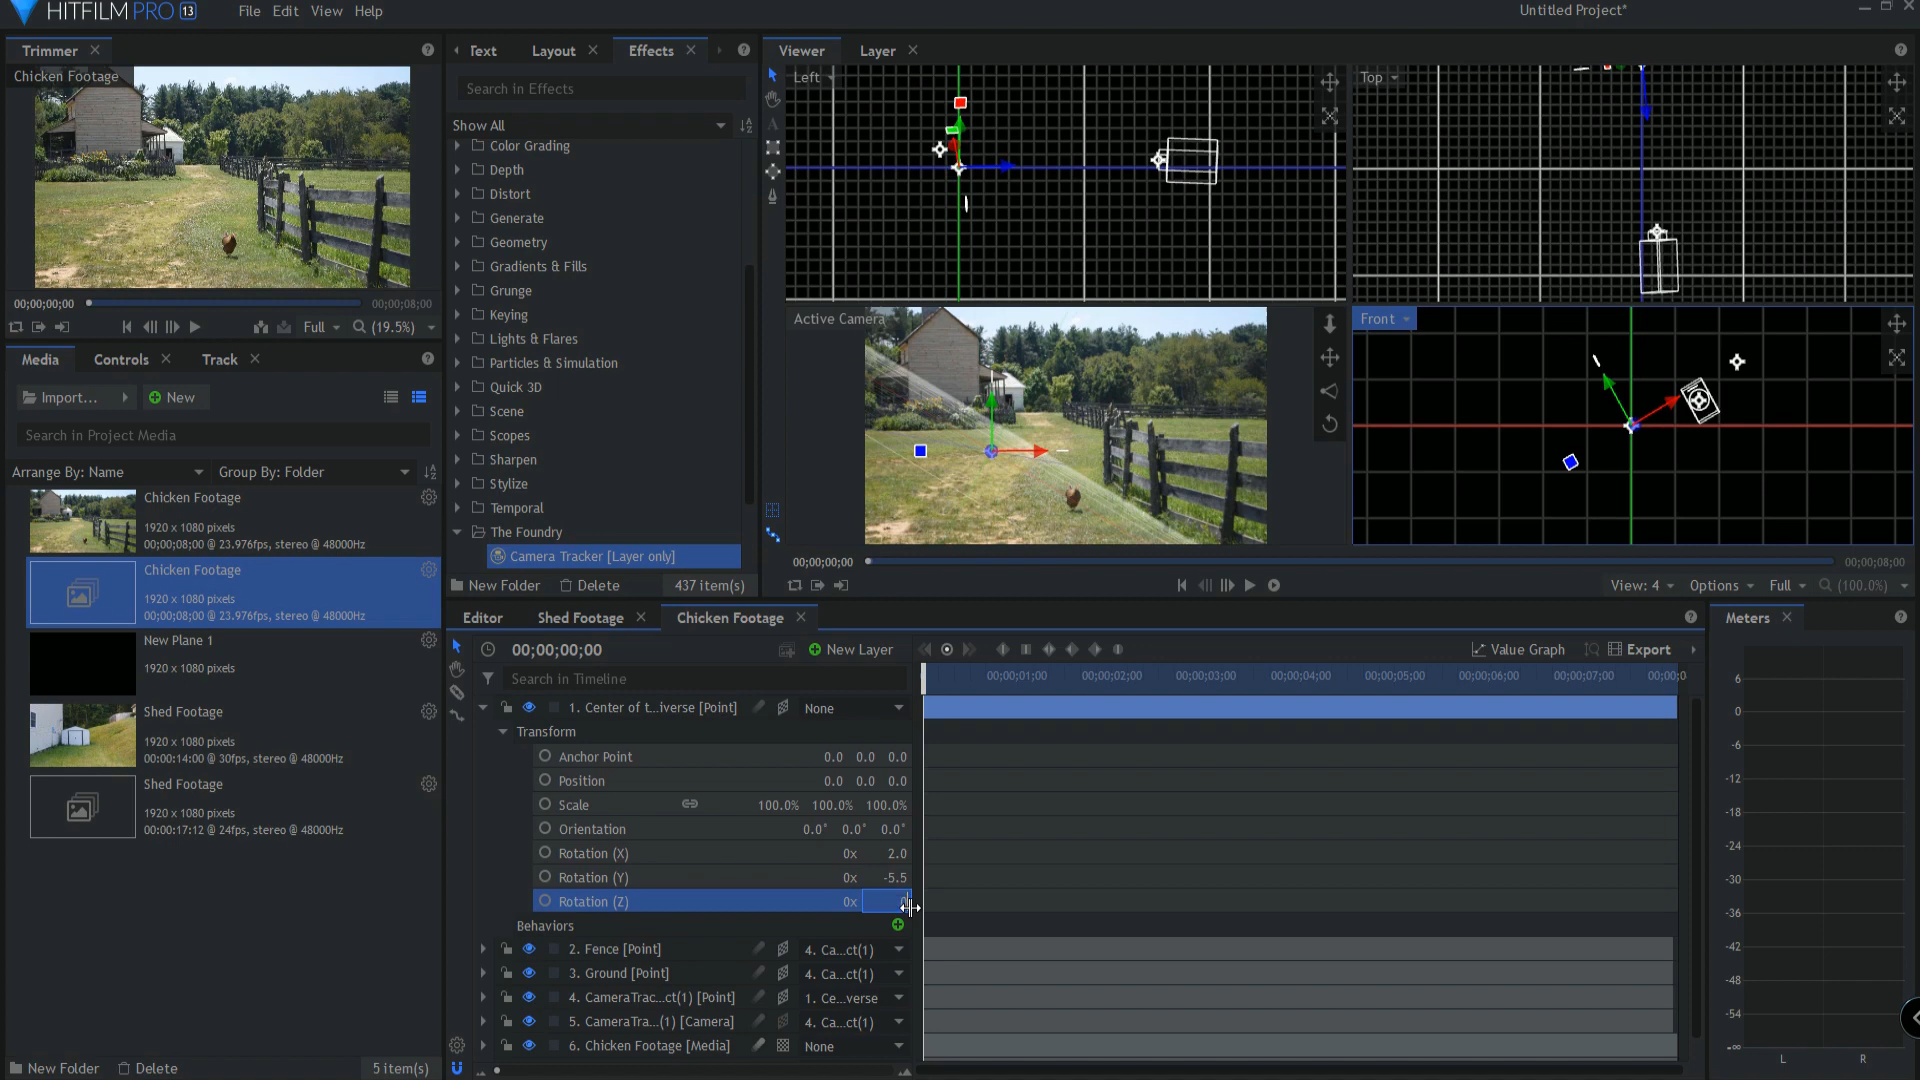 HITFILM PRO 13
File Edit View Help
Untitled Project*
Trimmer
Text Layout Effects
Viewer Layer
Chicken Footage
Search in Effects
Show All
Color Grading
Depth
Distort
Generate
Geometry
Gradients & Fills
Grunge
Keying
Lights & Flares
Particles & Simulation
Quick 3D
Scene
Scopes
Sharpen
Stylize
Temporal
The Foundry
Camera Tracker [Layer only]
New Folder Delete 437 item(s)
Left
Top
Active Camera
Front
00;00;00;00
00;00;08;00
View: 4 Options Full (100.0%)
00;00;00;00
00;00;08;00
Full (19.5%)
Media Controls Track
Import... New
Search in Project Media
Arrange By: Name Group By: Folder
Chicken Footage
1920 x 1080 pixels
00;00;08;00 @ 23.976fps, stereo @ 48000Hz
Chicken Footage
1920 x 1080 pixels
00;00;08;00 @ 23.976fps, stereo @ 48000Hz
New Plane 1
1920 x 1080 pixels
Shed Footage
1920 x 1080 pixels
00:00:14:00 @ 30fps, stereo @ 48000Hz
Shed Footage
1920 x 1080 pixels
00:00:17:12 @ 24fps, stereo @ 48000Hz
New Folder Delete 5 item(s)
Editor Shed Footage Chicken Footage
00;00;00;00 New Layer
Value Graph Export
Search in Timeline
00;00;01;00 00;00;02;00 00;00;03;00 00;00;04;00 00;00;05;00 00;00;06;00 00;00;07;00 00;00;0
1. Center of t...iverse [Point] None
Transform
Anchor Point 0.0 0.0 0.0
Position 0.0 0.0 0.0
Scale 100.0% 100.0% 100.0%
Orientation 0.0° 0.0° 0.0°
Rotation (X) 0x 2.0
Rotation (Y) 0x -5.5
Rotation (Z) 0x
Behaviors
2. Fence [Point] 4. Ca...ct(1)
3. Ground [Point] 4. Ca...ct(1)
4. CameraTrac...ct(1) [Point] 1. Ce...verse
5. CameraTra...(1) [Camera] 4. Ca...ct(1)
6. Chicken Footage [Media] None
Meters
6
0
-6
-12
-18
-24
-30
-36
-42
-48
-54
-∞
L R